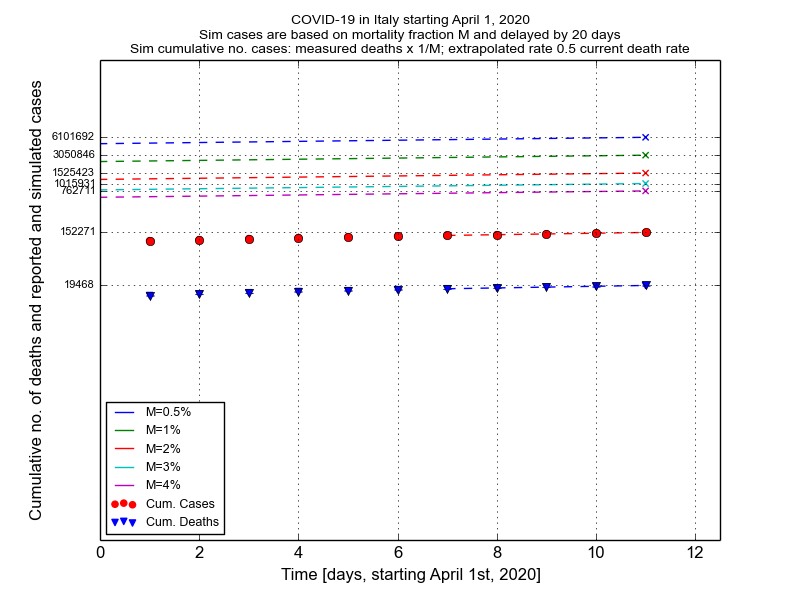 COVID-19 in Italy starting April 1, 2020
Sim cases are based on mortality fraction M and delayed by 20 days
Sim cumulative no. cases: measured deaths x 1/M; extrapolated rate 0.5 current death rate
Cumulative no. of deaths and reported and simulated cases
6101692
3050846
1525423
1015931
762711
152271
19468
M=0.5%
M=1%
M=2%
M=3%
M=4%
Cum. Cases
Cum. Deaths
0 2 4 6 8 10 12
Time [days, starting April 1st, 2020]